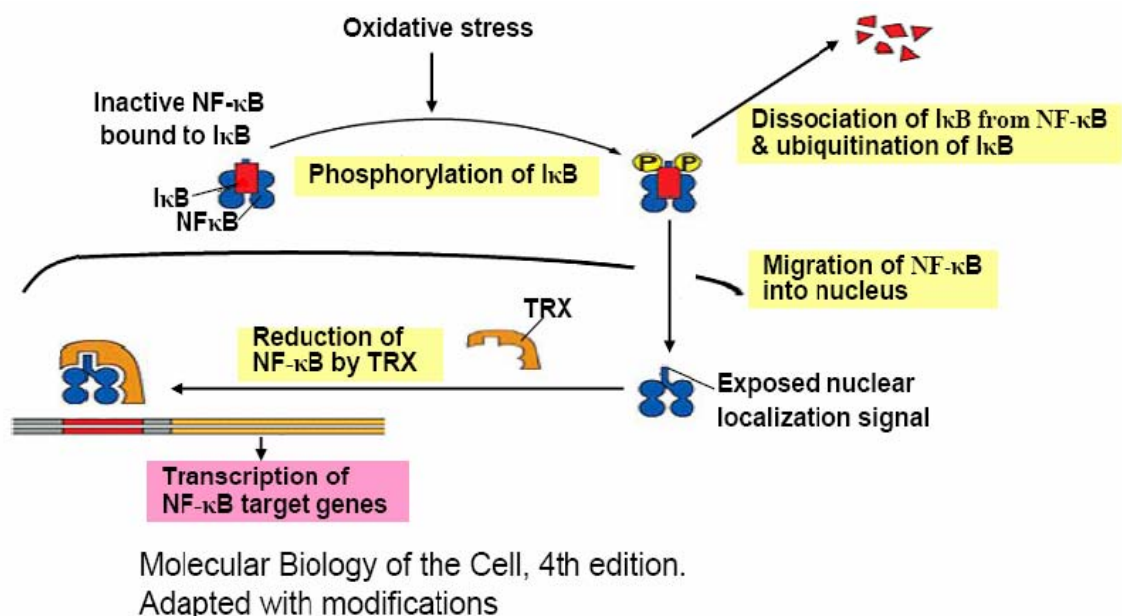 Oxidative stress
Inactive NF-κB
bound to IκB
IκB
NFκB
Phosphorylation of IκB
P P
Dissociation of IκB from NF-κB
& ubiquitination of IκB
Migration of NF-κB
into nucleus
TRX
Reduction of
NF-κB by TRX
Exposed nuclear
localization signal
Transcription of
NF-κB target genes
Molecular Biology of the Cell, 4th edition.
Adapted with modifications